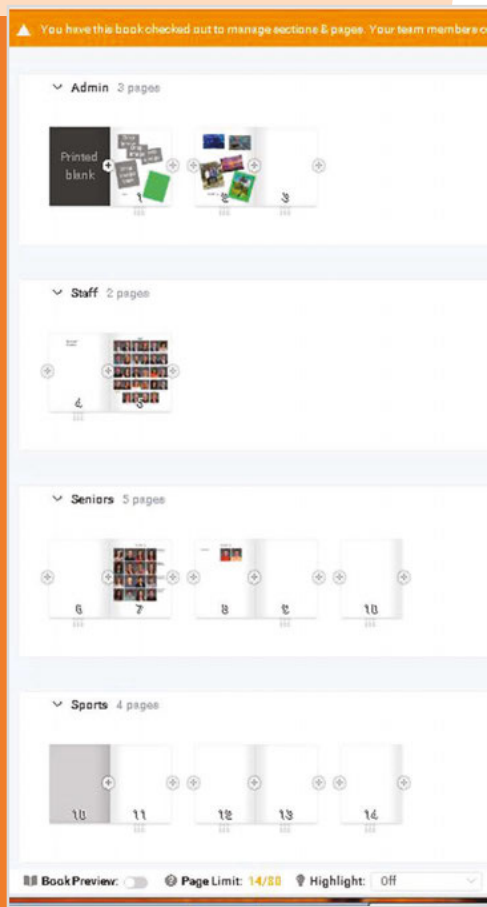 You have this book checked out to manage sections & pages. Your team members c
Admin 3 pages
Printed
blank
1
2
3
Staff 2 pages
4
5
Seniors 5 pages
6
7
8
9
10
Sports 4 pages
10
11
12
13
14
Book Preview: Page Limit: 14/80 Highlight: Off